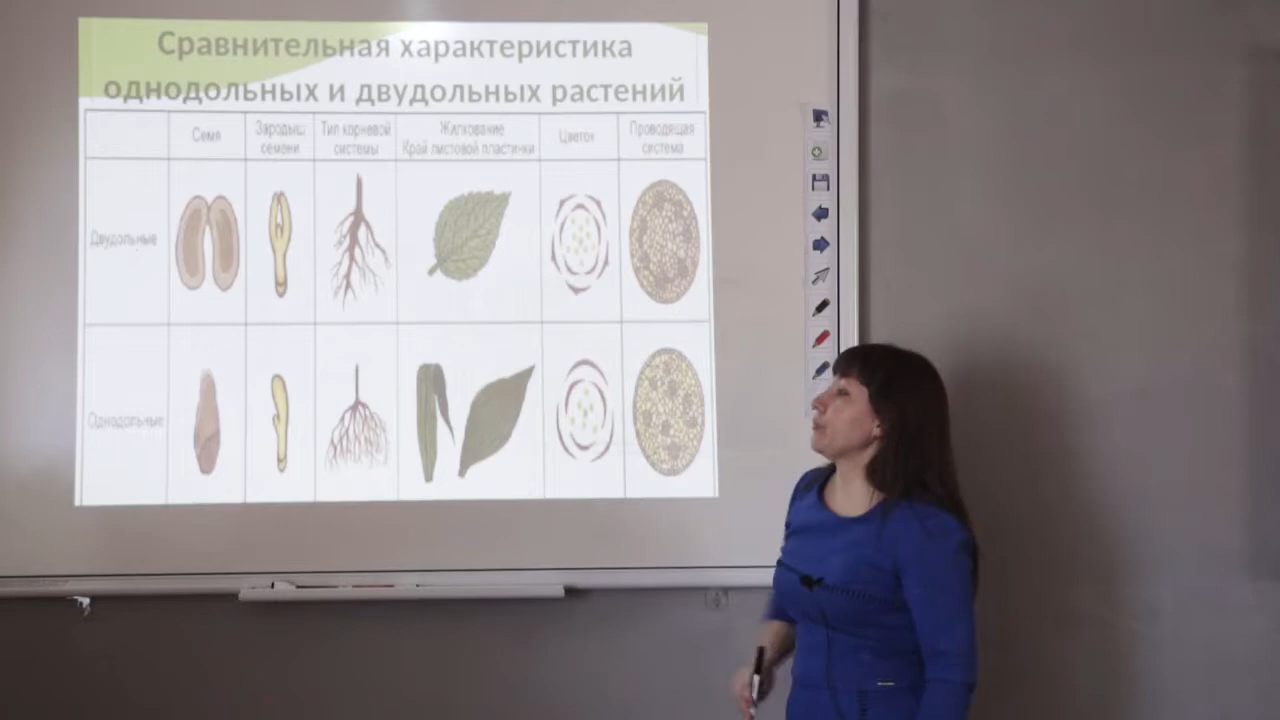 Сравнительная характеристика
однодольных и двудольных растений
Семя
Зародыш
семени
Тип корневой
системы
Жилкование
Край листовой пластинки
Цветок
Проводящая
система
Двудольные
Однодольные